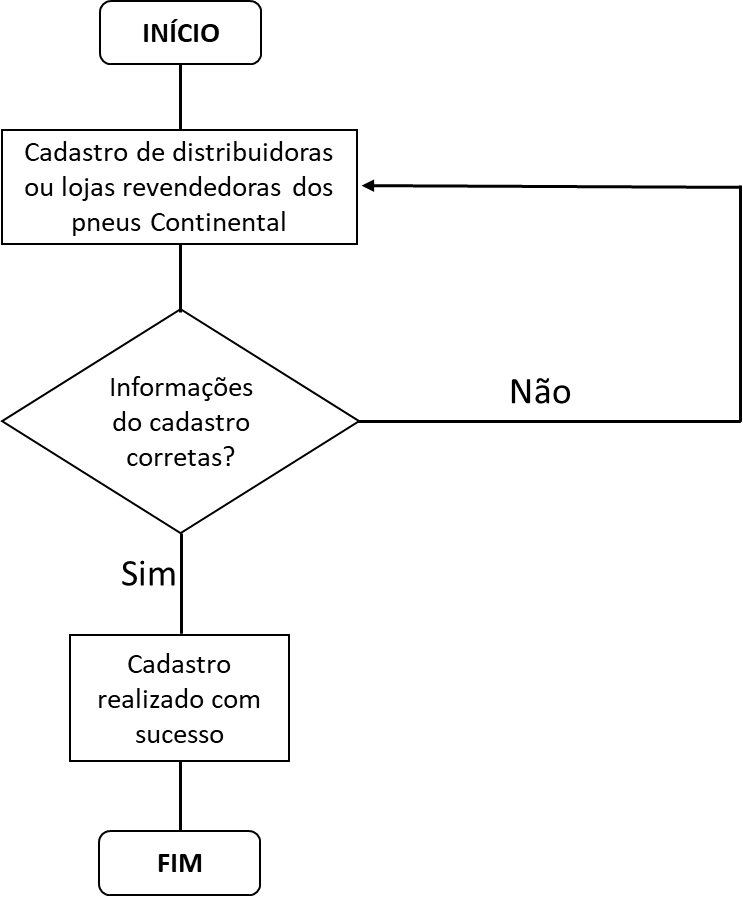 INÍCIO
Cadastro de distribuidoras
ou lojas revendedoras dos
pneus Continental
Informações
do cadastro
corretas?
Não
Sim
Cadastro
realizado com
sucesso
FIM